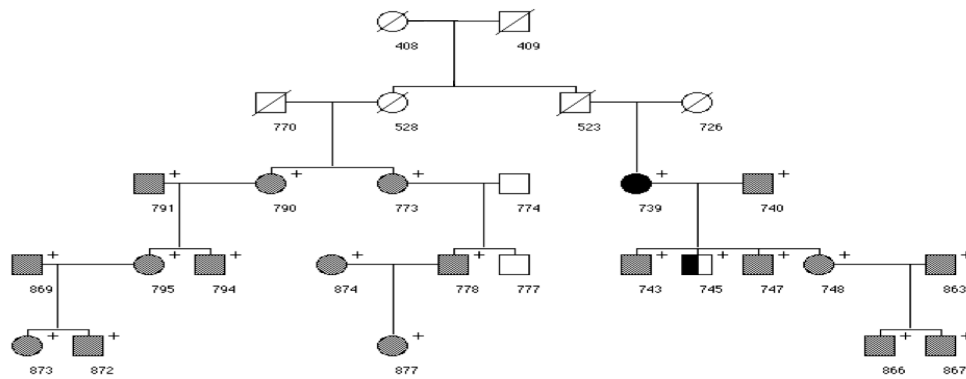 408 409
770 528 523 726
+ + + + +
791 790 773 774 739 740
+ + + + + + + + + +
869 795 794 874 778 777 743 745 747 748 863
+ + + + +
873 872 877 866 867